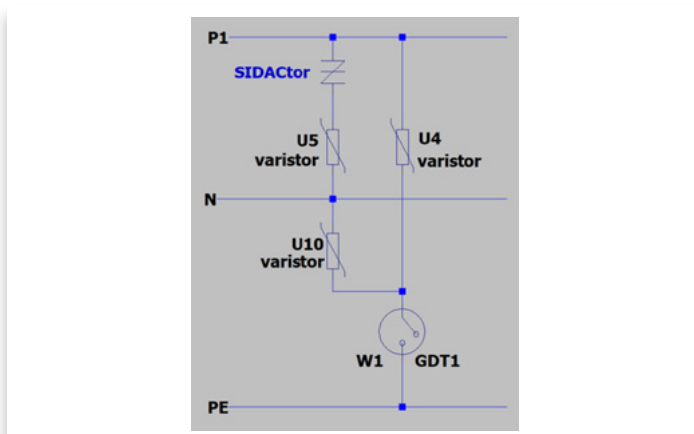 P1
SIDACtor
U5
varistor
U4
varistor
N
U10
varistor
W1 GDT1
PE